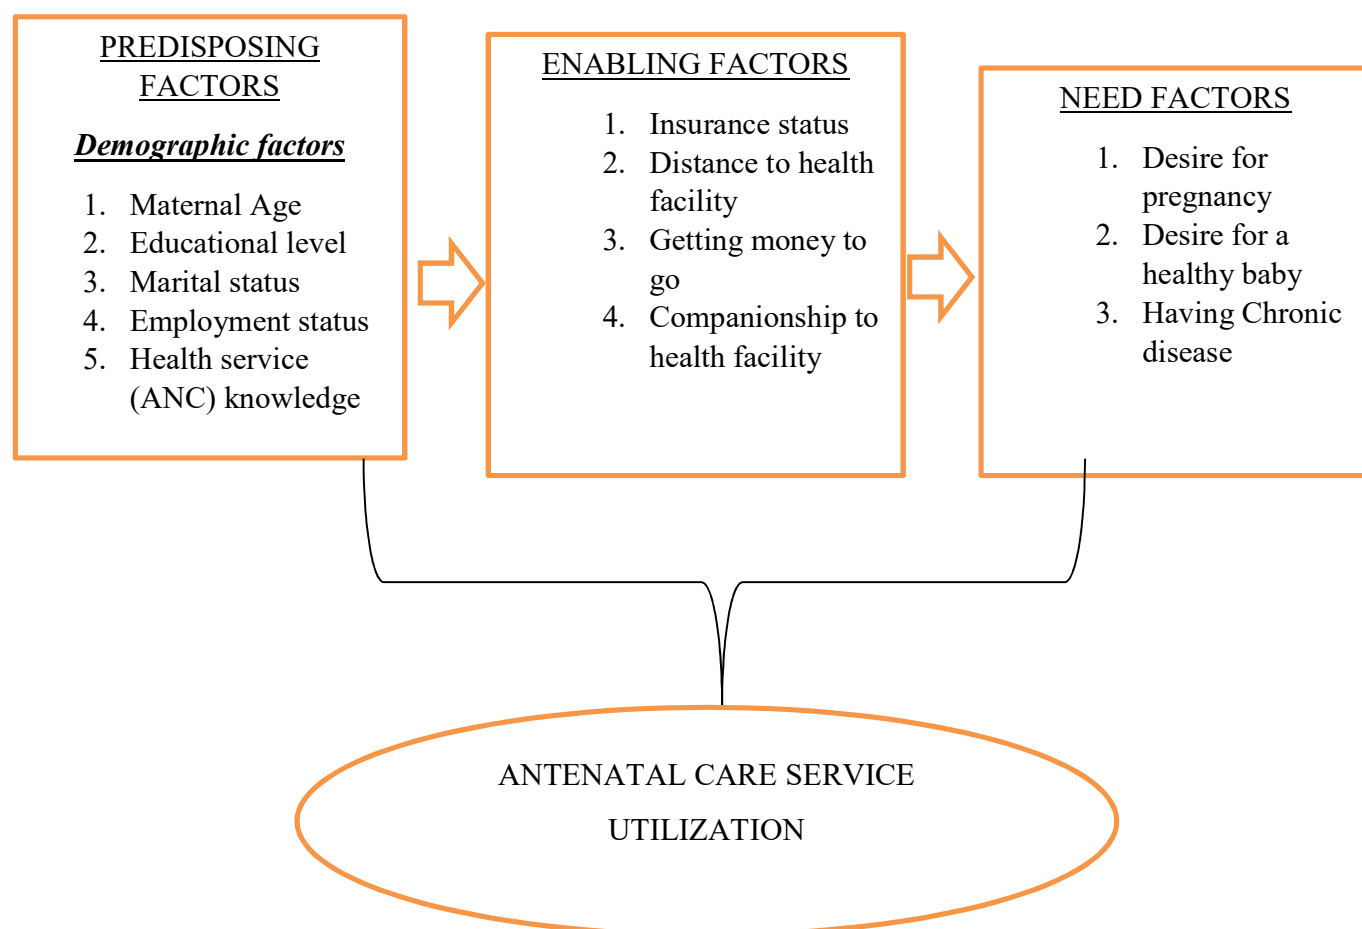 PREDISPOSING
FACTORS
Demographic factors
1. Maternal Age
2. Educational level
3. Marital status
4. Employment status
5. Health service
(ANC) knowledge
ENABLING FACTORS
1. Insurance status
2. Distance to health
facility
3. Getting money to
go
4. Companionship to
health facility
NEED FACTORS
1. Desire for
pregnancy
2. Desire for a
healthy baby
3. Having Chronic
disease
ANTENATAL CARE SERVICE
UTILIZATION